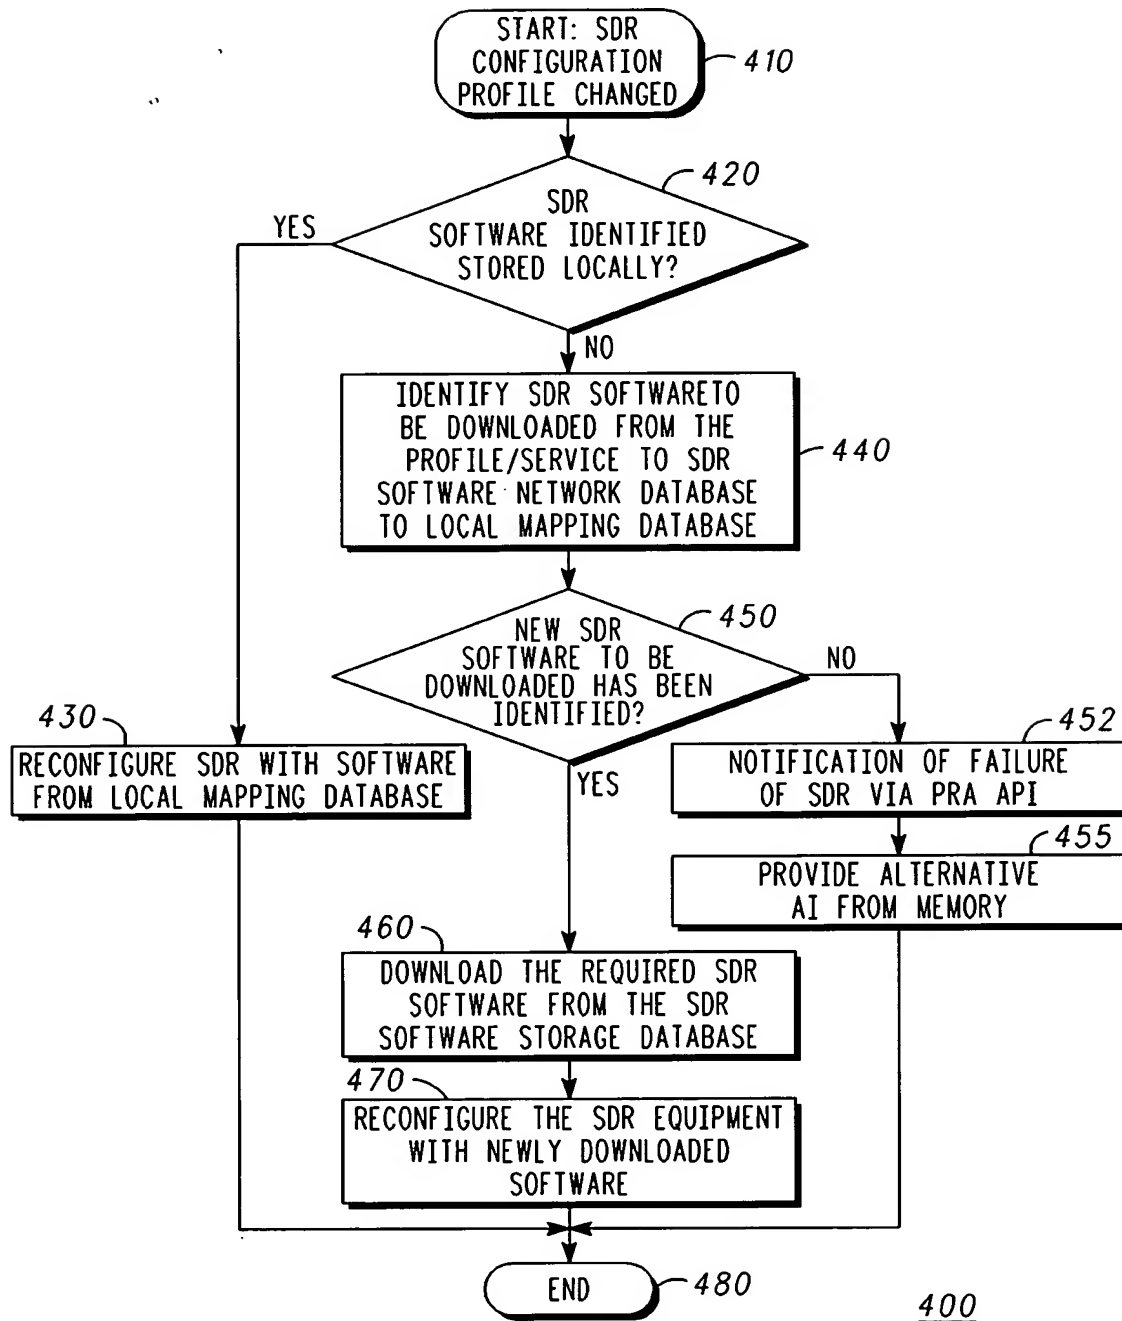 START: SDR
CONFIGURATION
PROFILE CHANGED
410
420
SDR
SOFTWARE IDENTIFIED
STORED LOCALLY?
YES
NO
IDENTIFY SDR SOFTWARETO
BE DOWNLOADED FROM THE
PROFILE/SERVICE TO SDR
SOFTWARE NETWORK DATABASE
TO LOCAL MAPPING DATABASE
440
450
NEW SDR
SOFTWARE TO BE
DOWNLOADED HAS BEEN
IDENTIFIED?
NO
YES
430
RECONFIGURE SDR WITH SOFTWARE
FROM LOCAL MAPPING DATABASE
452
NOTIFICATION OF FAILURE
OF SDR VIA PRA API
455
PROVIDE ALTERNATIVE
AI FROM MEMORY
460
DOWNLOAD THE REQUIRED SDR
SOFTWARE FROM THE SDR
SOFTWARE STORAGE DATABASE
470
RECONFIGURE THE SDR EQUIPMENT
WITH NEWLY DOWNLOADED
SOFTWARE
END
480
400